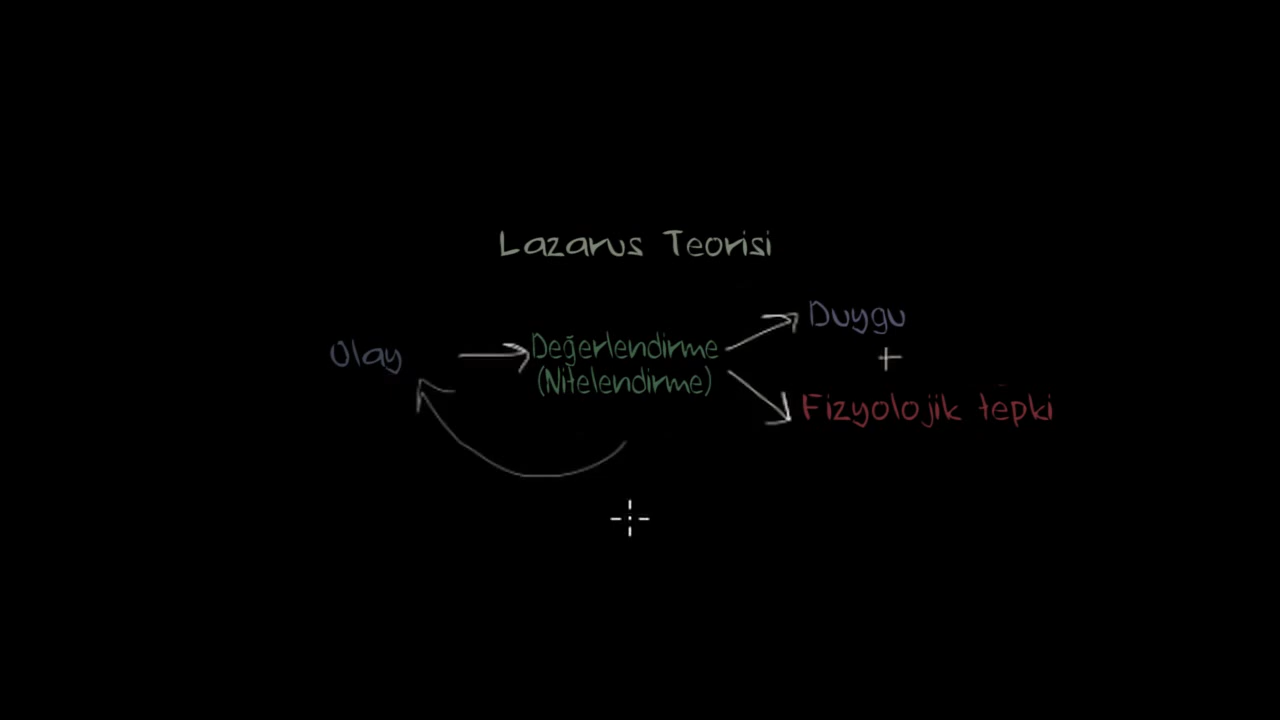 Lazarus Teorisi
Olay
Değerlendirme
(Nitelendirme)
Duygu
+
Fizyolojik tepki